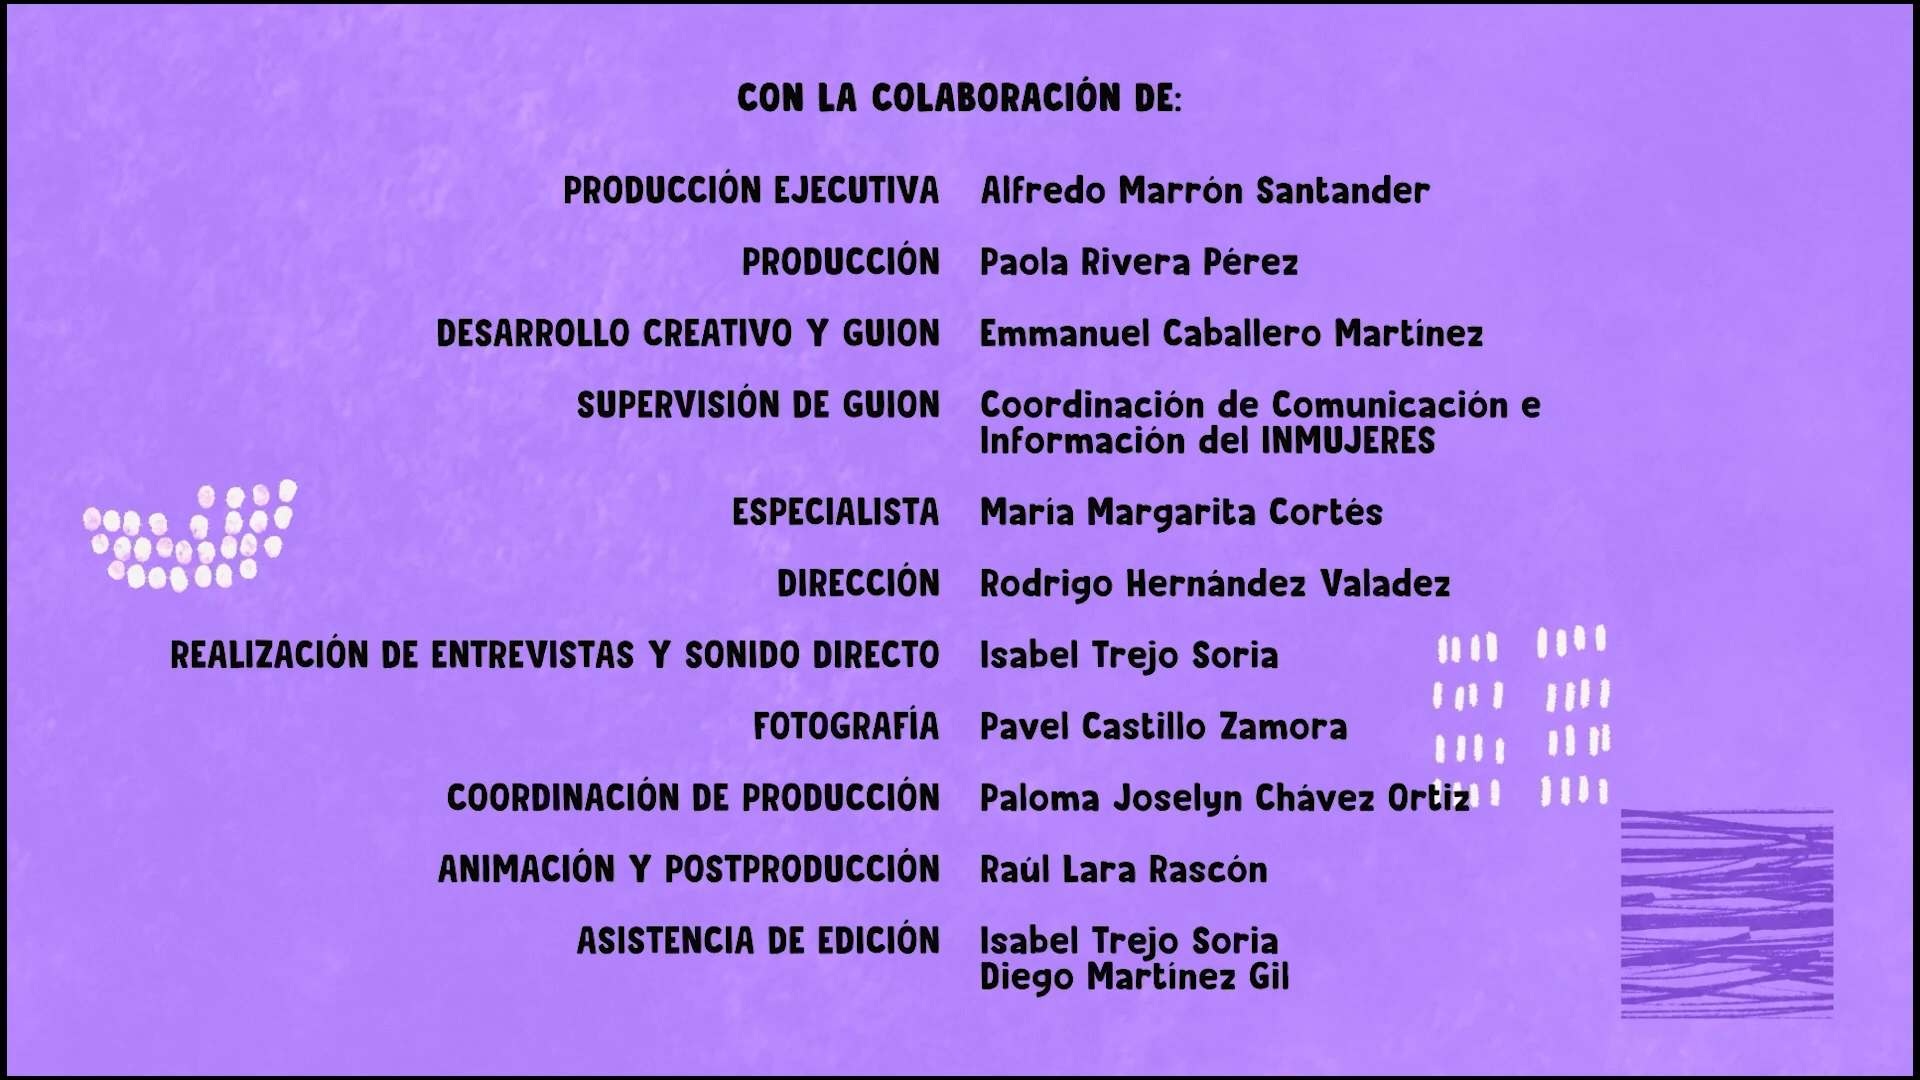 CON LA COLABORACIÓN DE:
PRODUCCIÓN EJECUTIVA Alfredo Marrón Santander
PRODUCCIÓN Paola Rivera Pérez
DESARROLLO CREATIVO Y GUION Emmanuel Caballero Martínez
SUPERVISIÓN DE GUION Coordinación de Comunicación e
Información del INMUJERES
ESPECIALISTA María Margarita Cortés
DIRECCIÓN Rodrigo Hernández Valadez
REALIZACIÓN DE ENTREVISTAS Y SONIDO DIRECTO Isabel Trejo Soria
FOTOGRAFÍA Pavel Castillo Zamora
COORDINACIÓN DE PRODUCCIÓN Paloma Joselyn Chávez Ortiz
ANIMACIÓN Y POSTPRODUCCIÓN Raúl Lara Rascón
ASISTENCIA DE EDICIÓN Isabel Trejo Soria
Diego Martínez Gil